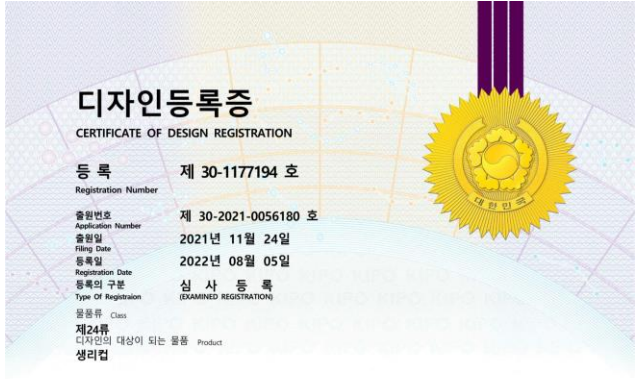 디자인등록증
CERTIFICATE OF DESIGN REGISTRATION
등 록 제 30-1177194 호
Registration Number
출원번호 제 30-2021-0056180 호
Application Number
출원일 2021년 11월 24일
Filing Date
등록일 2022년 08월 05일
Registration Date
등록의 구분 심 사 등 록
Type Of Registraion (EXAMINED REGISTRATION)
물품류 Class
제24류
디자인의 대상이 되는 물품 Product
생리컵
대한민국